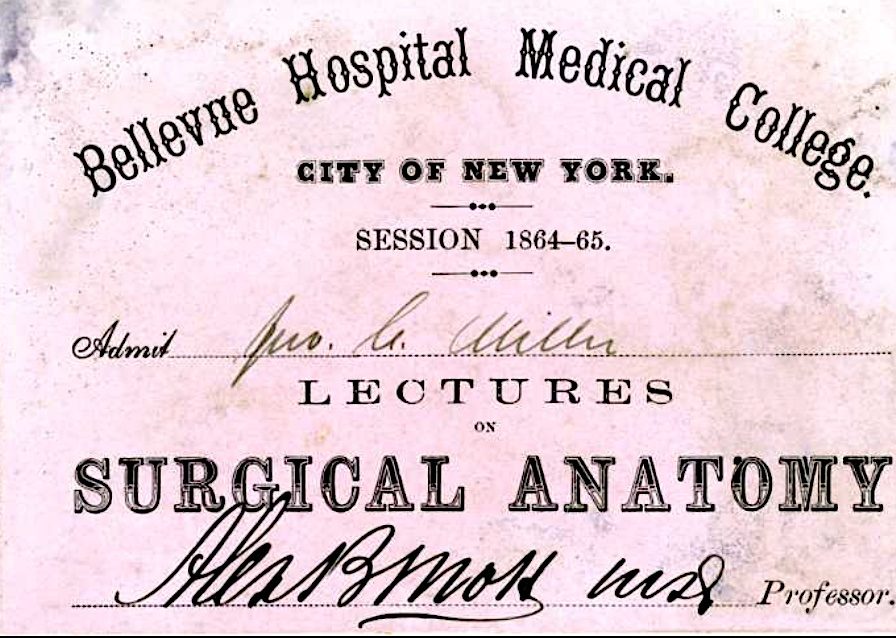 Bellevue Hospital Medical College.
CITY OF NEW YORK.
SESSION 1864–65.
Admit Jno. C. Miller
LECTURES
ON
SURGICAL ANATOMY
Alex B Mott MD Professor.